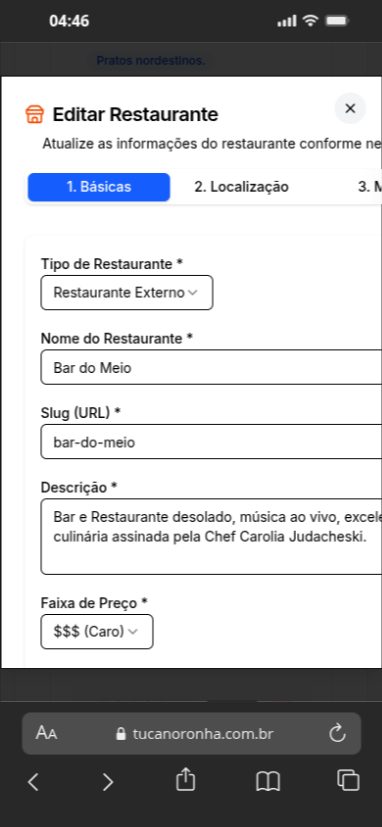 04:46
Pratos nordestinos.
Editar Restaurante
Atualize as informações do restaurante conforme ne
1. Básicas
2. Localização
3. M
Tipo de Restaurante *
Restaurante Externo
Nome do Restaurante *
Bar do Meio
Slug (URL) *
bar-do-meio
Descrição *
Bar e Restaurante desolado, música ao vivo, excele
culinária assinada pela Chef Carolia Judacheski.
Faixa de Preço *
$$$ (Caro)
AA
tucanoronha.com.br